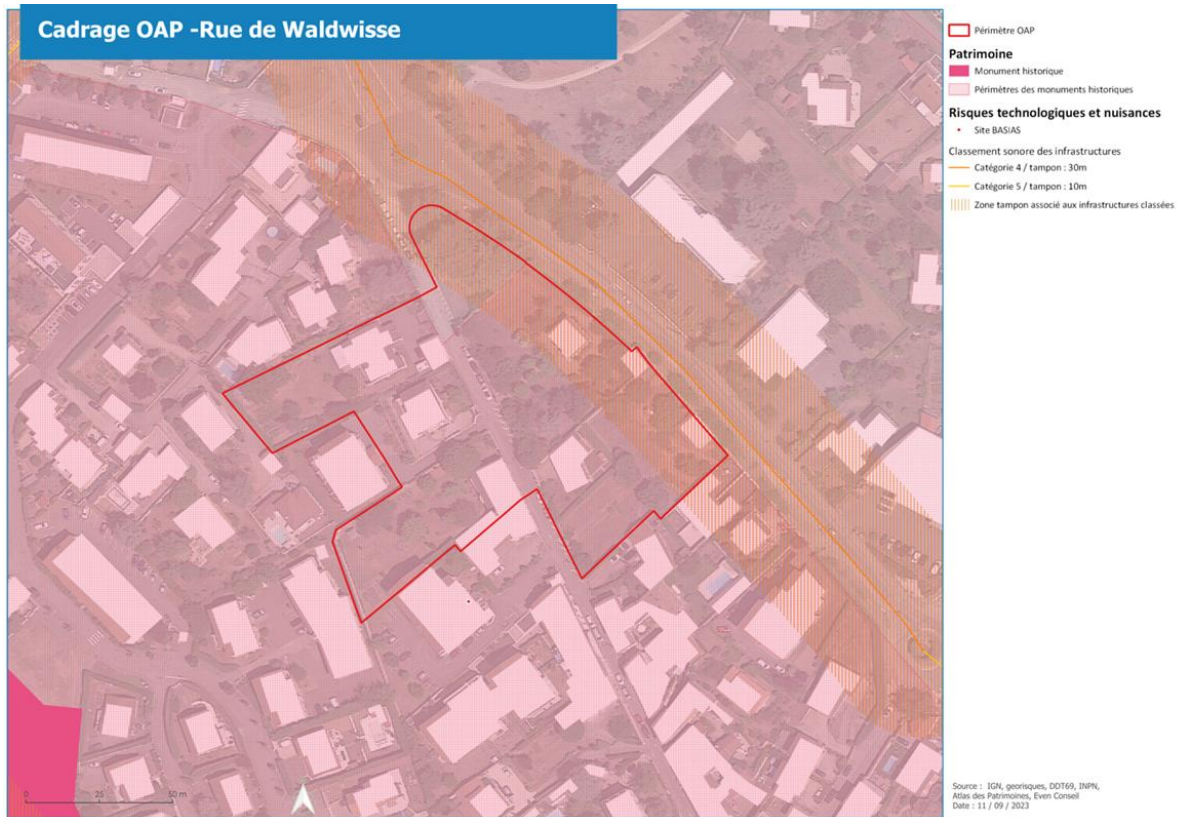 Cadrage OAP -Rue de Waldwisse
Périmètre OAP
Patrimoine
Monument historique
Périmètres des monuments historiques
Risques technologiques et nuisances
Site BASIAS
Classement sonore des infrastructures
Catégorie 4 / tampon : 30m
Catégorie 5 / tampon : 10m
Zone tampon associé aux infrastructures classées
0 25 50 m
Source : IGN, georisques, DDT69, INPN,
Atlas des Patrimoines, Even Conseil
Date : 11 / 09 / 2023